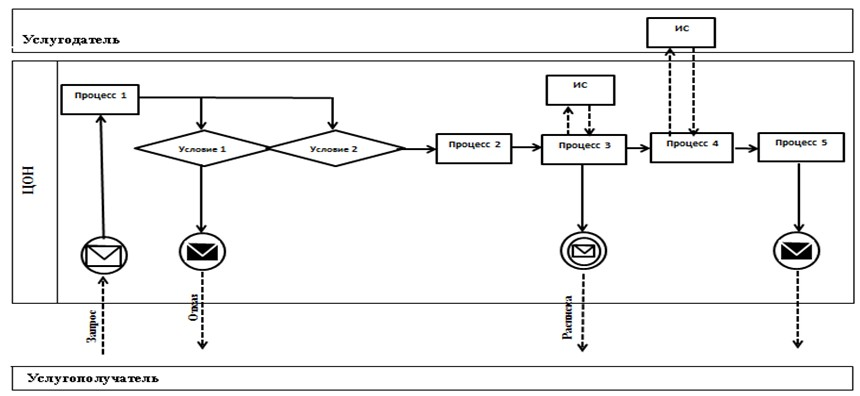 ИС
Услугодатель
ИС
Процесс 1
Условие 1
Условие 2
Процесс 2
Процесс 3
Процесс 4
Процесс 5
ЦОН
Запрос
Отказ
Расписка
Услугополучатель